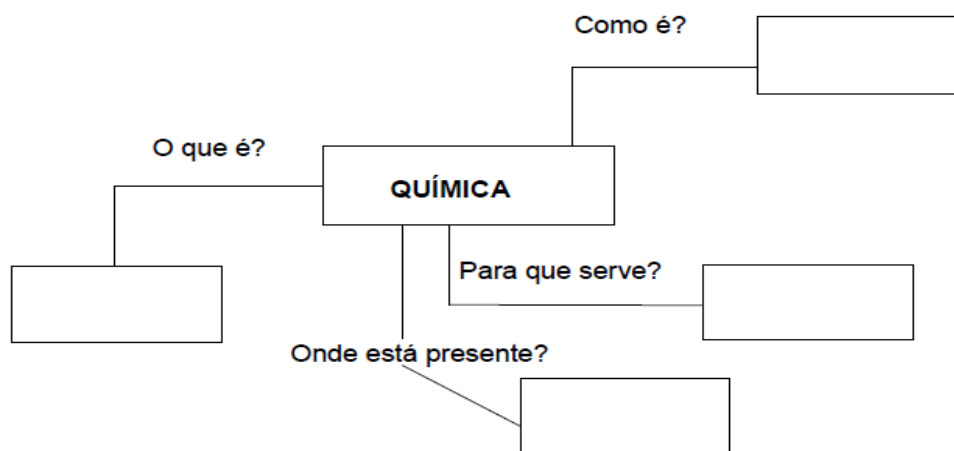 Como é?
O que é?
QUÍMICA
Para que serve?
Onde está presente?